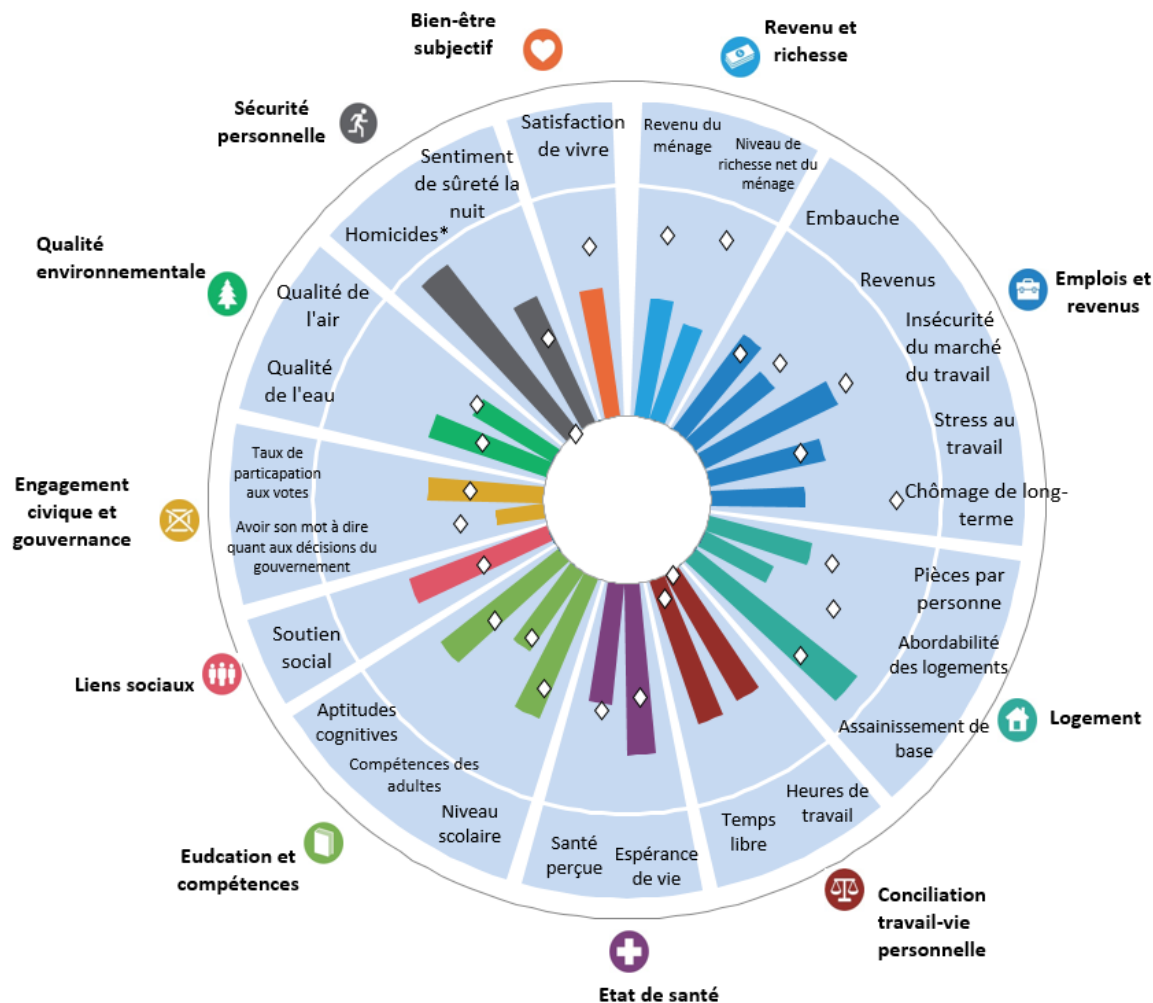 Bien-être
subjectif
Revenu et
richesse
Sécurité
personnelle
Satisfaction
de vivre
Revenu du
ménage
Niveau de
richesse net du
ménage
Sentiment
de sûreté la
nuit
Homicides*
Embauche
Qualité
environnementale
Revenus
Emplois et
revenus
Qualité de
l'air
Insécurité
du marché
du travail
Qualité
de l'eau
Stress au
travail
Taux de
particapation
aux votes
Chômage de long-
terme
Engagement
civique et
gouvernance
Avoir son mot à dire
quant aux décisions du
gouvernement
Pièces par
personne
Soutien
social
Abordabilité
des logements
Liens sociaux
Aptitudes
cognitives
Assainissement de
base
Logement
Compétences des
adultes
Heures de
travail
Niveau
scolaire
Temps
libre
Santé
perçue
Espérance
de vie
Eudcation et
compétences
Conciliation
travail-vie
personnelle
Etat de santé